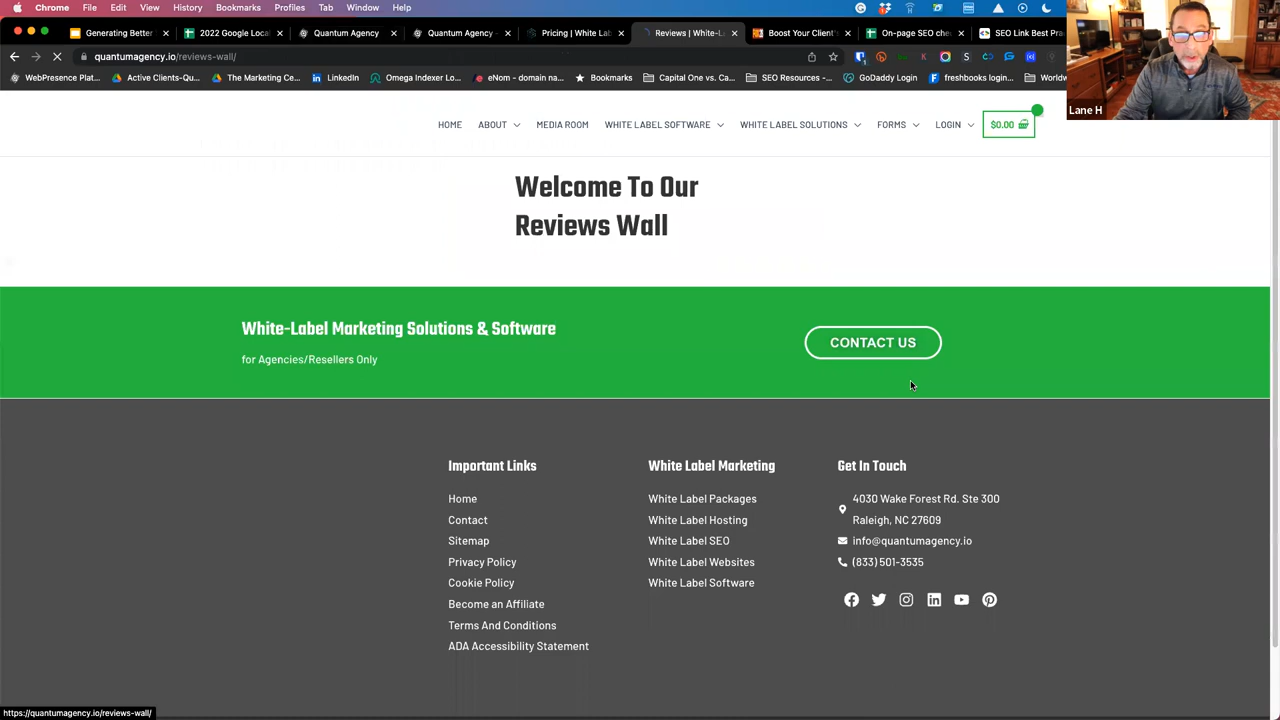 Chrome File Edit View History Bookmarks Profiles Tab Window Help
Generating Better 2022 Google Loca Quantum Agency Quantum Agency - Pricing | White Lab Reviews | White-L Boost Your Client's On-page SEO che SEO Link Best Pra
quantumagency.io/reviews-wall/
WebPresence Plat... Active Clients-Qu... The Marketing Ce... LinkedIn Omega Indexer Lo... eNom - domain na... Bookmarks Capital One vs. Ca... SEO Resources -... GoDaddy Login freshbooks login... Worldw
Lane H
HOME ABOUT MEDIA ROOM WHITE LABEL SOFTWARE WHITE LABEL SOLUTIONS FORMS LOGIN $0.00
Welcome To Our
Reviews Wall
White-Label Marketing Solutions & Software
for Agencies/Resellers Only
CONTACT US
Important Links
Home
Contact
Sitemap
Privacy Policy
Cookie Policy
Become an Affiliate
Terms And Conditions
ADA Accessibility Statement
White Label Marketing
White Label Packages
White Label Hosting
White Label SEO
White Label Websites
White Label Software
Get In Touch
4030 Wake Forest Rd. Ste 300
Raleigh, NC 27609
info@quantumagency.io
(833) 501-3535
https://quantumagency.io/reviews-wall/